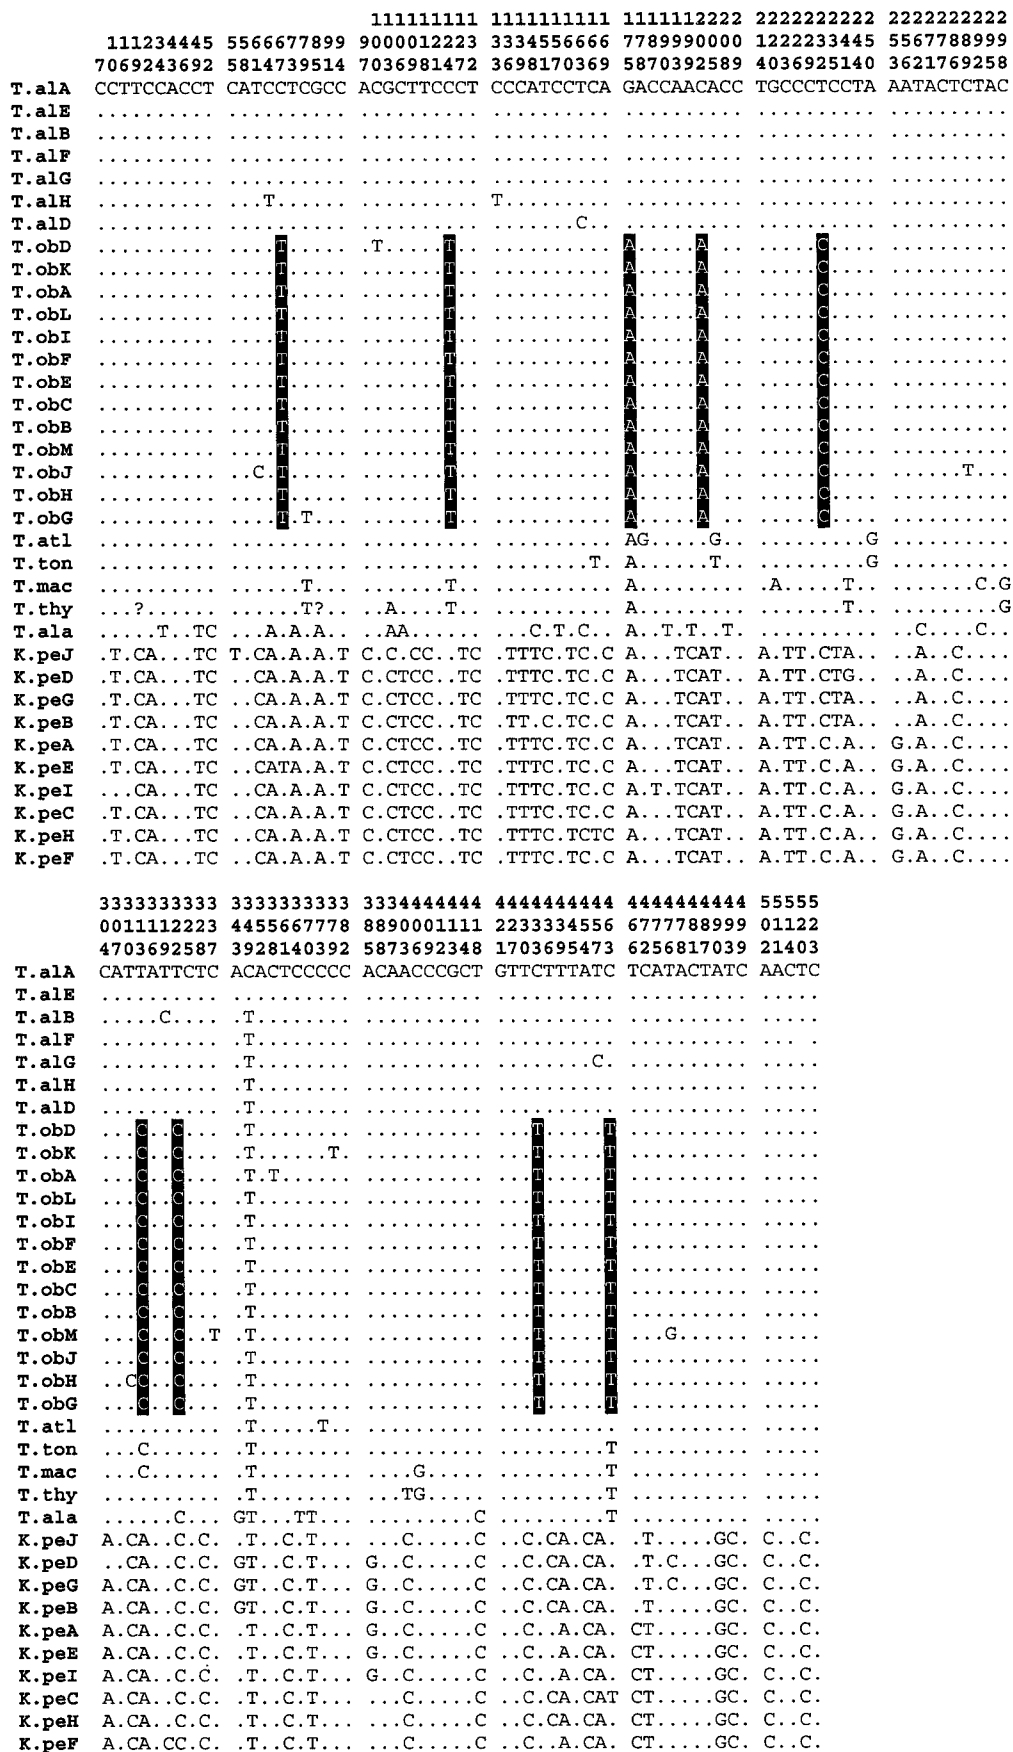 111111111 1111111111 1111112222 2222222222 2222222222
111234445 5566677899 9000012223 3334556666 7789990000 1222233445 5567788999
7069243692 5814739514 7036981472 3698170369 5870392589 4036925140 3621769258
T.alA CCTTCCACCT CATCCTCGCC ACGCTTCCCT CCCATCCTCA GACCAACACC TGCCCTCCTA AATACTCTAC
T.alE .......... .......... .......... .......... .......... .......... ..........
T.alB .......... .......... .......... .......... .......... .......... ..........
T.alF .......... .......... .......... .......... .......... .......... ..........
T.alG .......... .......... .......... .......... .......... .......... ..........
T.alH .......... ...T...... .......... T......... .......... .......... ..........
T.alD .......... .......... .......... .......C.. .......... .......... ..........
T.obD .......... ....T..... .T.....T.. .......... A.....A... .....C.... ..........
T.obK .......... ....T..... .......T.. .......... A.....A... .....C.... ..........
T.obA .......... ....T..... .......T.. .......... A.....A... .....C.... ..........
T.obL .......... ....T..... .......T.. .......... A.....A... .....C.... ..........
T.obI .......... ....T..... .......T.. .......... A.....A... .....C.... ..........
T.obF .......... ....T..... .......T.. .......... A.....A... .....C.... ..........
T.obE .......... ....T..... .......T.. .......... A.....A... .....C.... ..........
T.obC .......... ....T..... .......T.. .......... A.....A... .....C.... ..........
T.obB .......... ....T..... .......T.. .......... A.....A... .....C.... ..........
T.obM .......... ....T..... .......T.. .......... A.....A... .....C.... ..........
T.obJ .......... ..C.T..... .......T.. .......... A.....A... .....C.... ......T...
T.obH .......... ....T..... .......T.. .......... A.....A... .....C.... ..........
T.obG .......... ....T.T... .......T.. .......... A.....A... .....C.... ..........
T.atl .......... .......... .......... .......... AG.....G.. .........G ..........
T.ton .......... .......... .......... ........T. A......T.. .........G ..........
T.mac .......... ......T... .......T.. .......... A......... .A.....T.. .......C.G
T.thy ...?...... ......T?.. ..A....T.. .......... A......... .......T.. .........G
T.ala .....T..TC ...A.A.A.. ..AA...... ...C.T.C.. A..T.T..T. .......... ..C....C..
K.peJ .T.CA...TC T.CA.A.A.T C.C.CC..TC .TTTC.TC.C A...TCAT.. A.TT.CTA.. ..A..C....
K.peD .T.CA...TC ..CA.A.A.T C.CTCC..TC .TTTC.TC.C A...TCAT.. A.TT.CTG.. ..A..C....
K.peG .T.CA...TC ..CA.A.A.T C.CTCC..TC .TTTC.TC.C A...TCAT.. A.TT.CTA.. ..A..C....
K.peB .T.CA...TC ..CA.A.A.T C.CTCC..TC .TT.C.TC.C A...TCAT.. A.TT.CTA.. ..A..C....
K.peA .T.CA...TC ..CA.A.A.T C.CTCC..TC .TTTC.TC.C A...TCAT.. A.TT.C.A.. G.A..C....
K.peE .T.CA...TC ..CATA.A.T C.CTCC..TC .TTTC.TC.C A...TCAT.. A.TT.C.A.. G.A..C....
K.peI ...CA...TC ..CA.A.A.T C.CTCC..TC .TTTC.TC.C A.T.TCAT.. A.TT.C.A.. G.A..C....
K.peC .T.CA...TC ..CA.A.A.T C.CTCC..TC .TTTC.TC.C A...TCAT.. A.TT.C.A.. G.A..C....
K.peH .T.CA...TC ..CA.A.A.T C.CTCC..TC .TTTC.TCTC A...TCAT.. A.TT.C.A.. G.A..C....
K.peF .T.CA...TC ..CA.A.A.T C.CTCC..TC .TTTC.TC.C A...TCAT.. A.TT.C.A.. G.A..C....
3333333333 3333333333 3334444444 4444444444 4444444444 55555
0011112223 4455667778 8890001111 2233334556 6777788999 01122
4703692587 3928140392 5873692348 1703695473 6256817039 21403
T.alA CATTATTCTC ACACTCCCCC ACAACCCGCT GTTCTTTATC TCATACTATC AACTC
T.alE .......... .......... .......... .......... .......... .....
T.alB .....C.... .T........ .......... .......... .......... .....
T.alF .......... .T........ .......... .......... .......... .....
T.alG .......... .T........ .......... ........C. .......... .....
T.alH .......... .T........ .......... .......... .......... .....
T.alD .......... .T........ .......... .......... .......... .....
T.obD ...C..C... .T........ .......... ...T.....T .......... .....
T.obK ...C..C... .T......T. .......... ...T.....T .......... .....
T.obA ...C..C... .T.T...... .......... ...T.....T .......... .....
T.obL ...C..C... .T........ .......... ...T.....T .......... .....
T.obI ...C..C... .T........ .......... ...T.....T .......... .....
T.obF ...C..C... .T........ .......... ...T.....T .......... .....
T.obE ...C..C... .T........ .......... ...T.....T .......... .....
T.obC ...C..C... .T........ .......... ...T.....T .......... .....
T.obB ...C..C... .T........ .......... ...T.....T .......... .....
T.obM ...C..C..T .T........ .......... ...T.....T ...G...... .....
T.obJ ...C..C... .T........ .......... ...T.....T .......... .....
T.obH ..CC..C... .T........ .......... ...T.....T .......... .....
T.obG ...C..C... .T........ .......... ...T.....T .......... .....
T.atl .......... .T.....T.. .......... .......... .......... .....
T.ton ...C...... .T........ .......... .........T .......... .....
T.mac ...C...... .T........ ....G..... .........T .......... .....
T.thy .......... .T........ ...TG..... .........T .......... .....
T.ala ......C... GT...TT... .........C .........T .......... .....
K.peJ A.CA..C.C. .T..C.T... ...C.....C ..C.CA.CA. .T.....GC. C..C.
K.peD ..CA..C.C. GT..C.T... G..C.....C ..C.CA.CA. .T.C...GC. C..C.
K.peG A.CA..C.C. GT..C.T... G..C.....C ..C.CA.CA. .T.C...GC. C..C.
K.peB A.CA..C.C. GT..C.T... G..C.....C ..C.CA.CA. .T.....GC. C..C.
K.peA A.CA..C.C. .T..C.T... G..C.....C ..C..A.CA. CT.....GC. C..C.
K.peE A.CA..C.C. .T..C.T... G..C.....C ..C..A.CA. CT.....GC. C..C.
K.peI A.CA..C.C. .T..C.T... G..C.....C ..C..A.CA. CT.....GC. C..C.
K.peC A.CA..C.C. .T..C.T... ...C.....C ..C.CA.CAT CT.....GC. C..C.
K.peH A.CA..C.C. .T..C.T... ...C.....C ..C.CA.CA. CT.....GC. C..C.
K.peF A.CA.CC.C. .T..C.T... ...C.....C ..C..A.CA. CT.....GC. C..C.